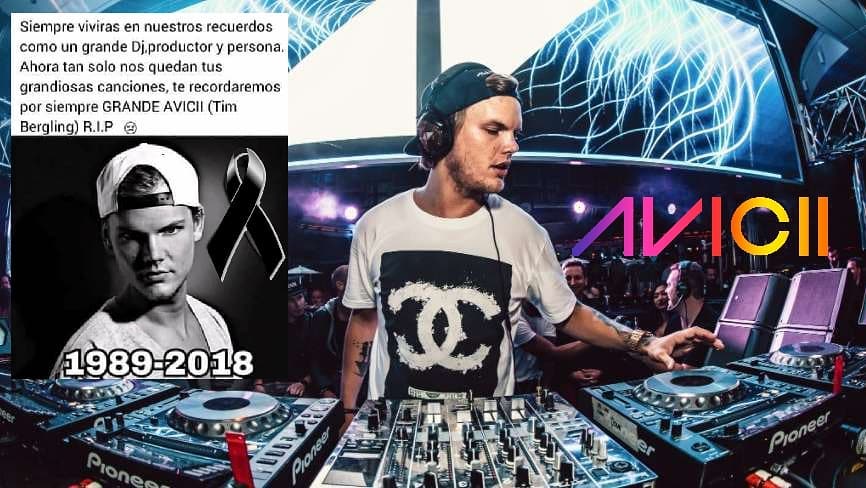 Siempre viviras en nuestros recuerdos
como un grande Dj,productor y persona.
Ahora tan solo nos quedan tus
grandiosas canciones, te recordaremos
por siempre GRANDE AVICII (Tim
Bergling) R.I.P 😢
1989-2018
AVICII
Pioneer
Pioneer
Pioneer
Pioneer